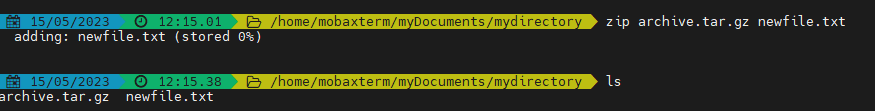 15/05/2023 12:15.01 /home/mobaxterm/myDocuments/mydirectory zip archive.tar.gz newfile.txt
adding: newfile.txt (stored 0%)
15/05/2023 12:15.38 /home/mobaxterm/myDocuments/mydirectory ls
archive.tar.gz newfile.txt